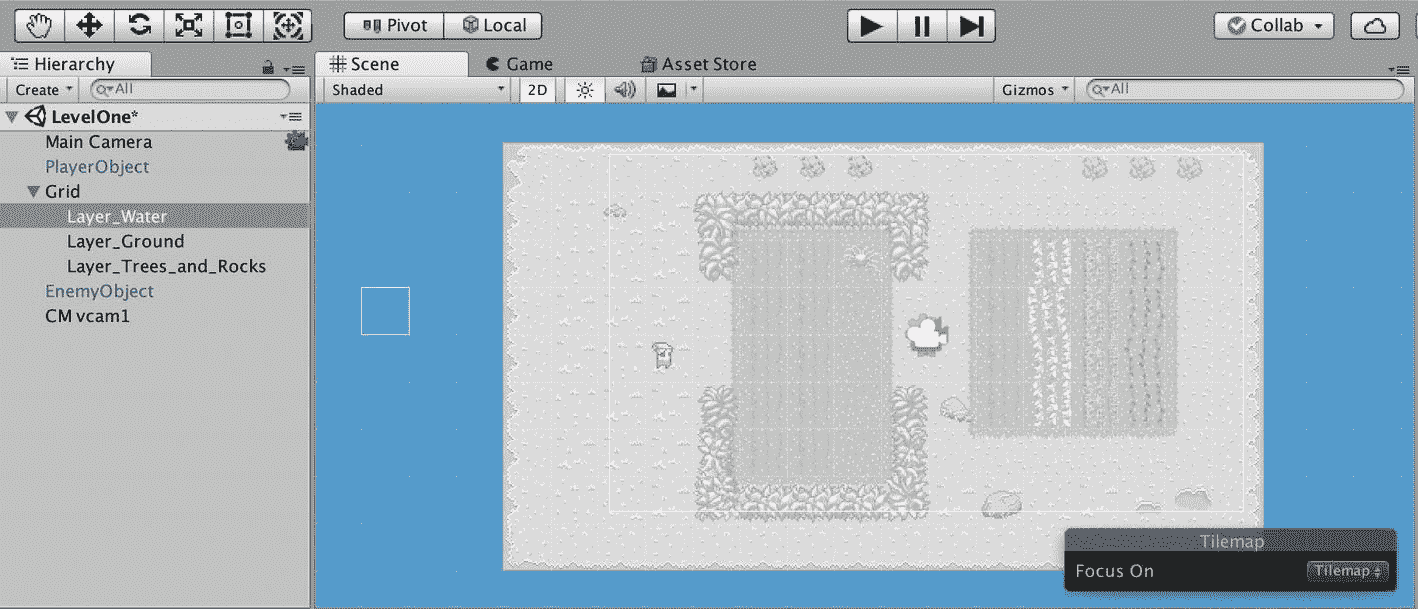 Pivot Local Collab
Hierarchy Scene Game Asset Store
Create All Shaded 2D Gizmos All
LevelOne*
Main Camera
PlayerObject
Grid
Layer_Water
Layer_Ground
Layer_Trees_and_Rocks
EnemyObject
CM vcam1
Tilemap
Focus On Tilemap